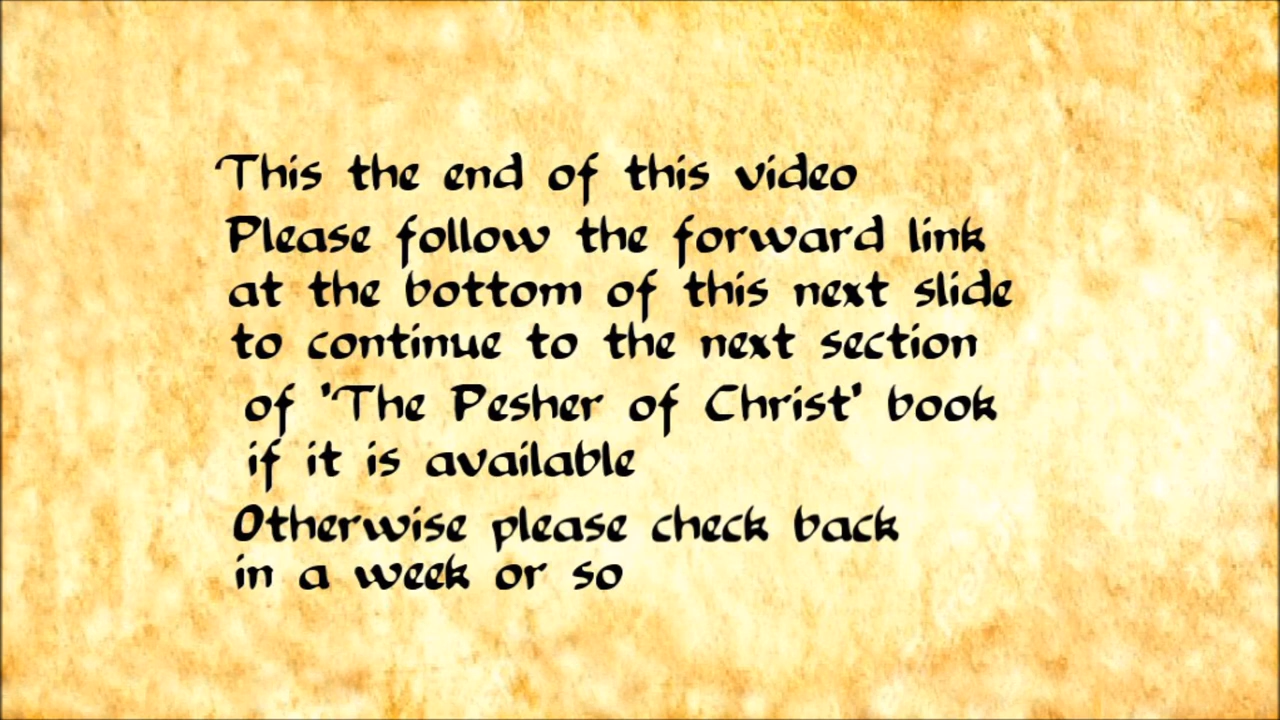 This the end of this video
Please follow the forward link
at the bottom of this next slide
to continue to the next section
of 'The Pesher of Christ' book
if it is available
Otherwise please check back
in a week or so